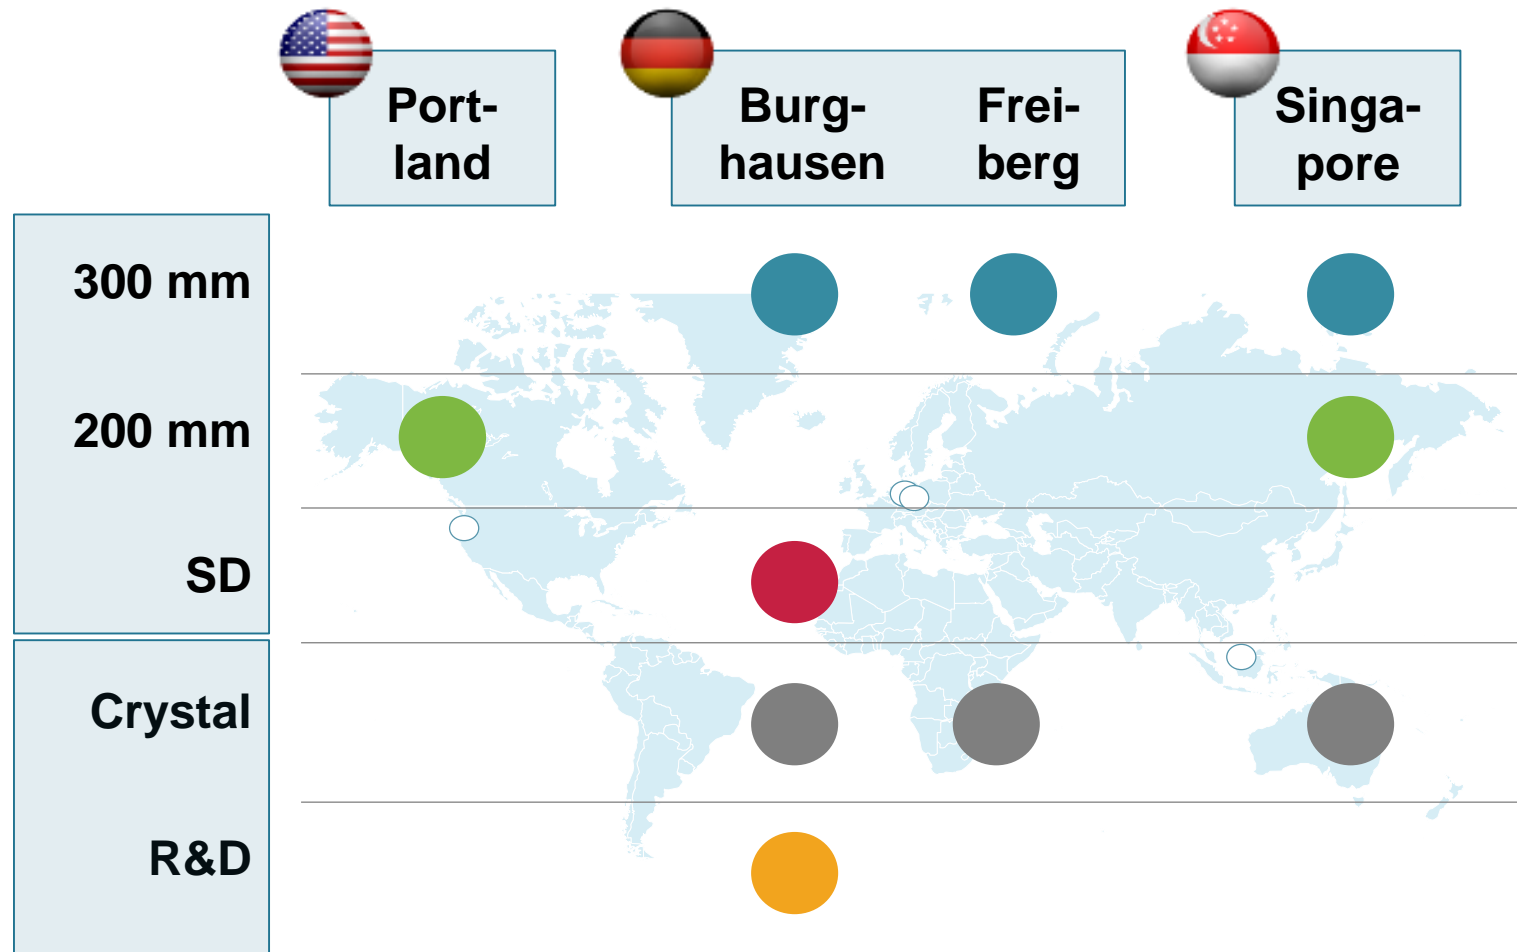 Port-
land
Burg-
hausen
Frei-
berg
Singa-
pore
300 mm
200 mm
SD
Crystal
R&D